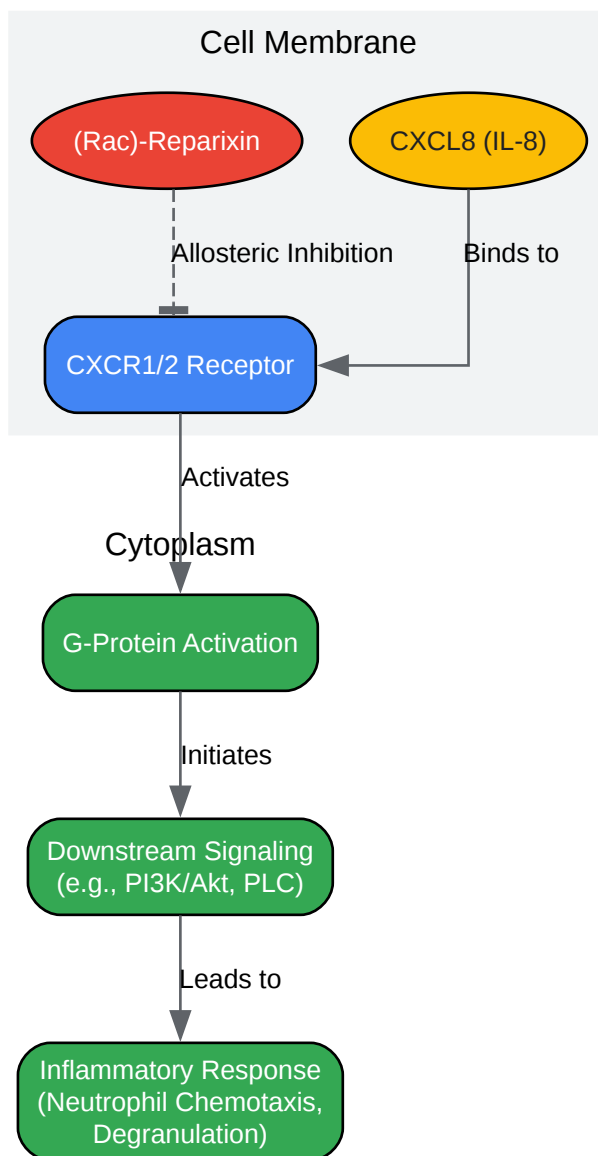 Cell Membrane
(Rac)-Reparixin
CXCL8 (IL-8)
Allosteric Inhibition
Binds to
CXCR1/2 Receptor
Activates
Cytoplasm
G-Protein Activation
Initiates
Downstream Signaling
(e.g., PI3K/Akt, PLC)
Leads to
Inflammatory Response
(Neutrophil Chemotaxis,
Degranulation)